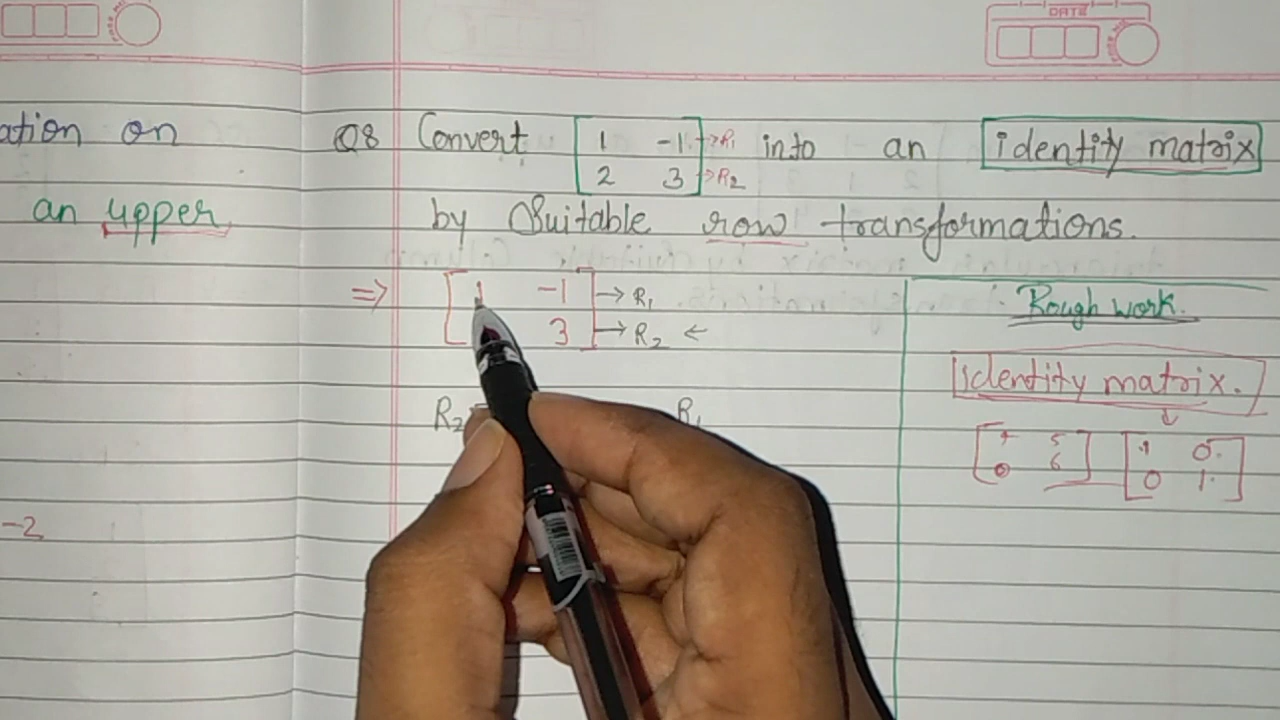 ation on
an upper
-2
Q8 Convert [ 1 -1 → R₁ into an identity matrix
2 3 ] → R₂
by Suitable row transformations.
⇒ [ 1 -1 ] → R₁
3 ] → R₂ ←
R₂ R₁
DATE
Rough work.
identity matrix.
5 1 0
0 6 0 1